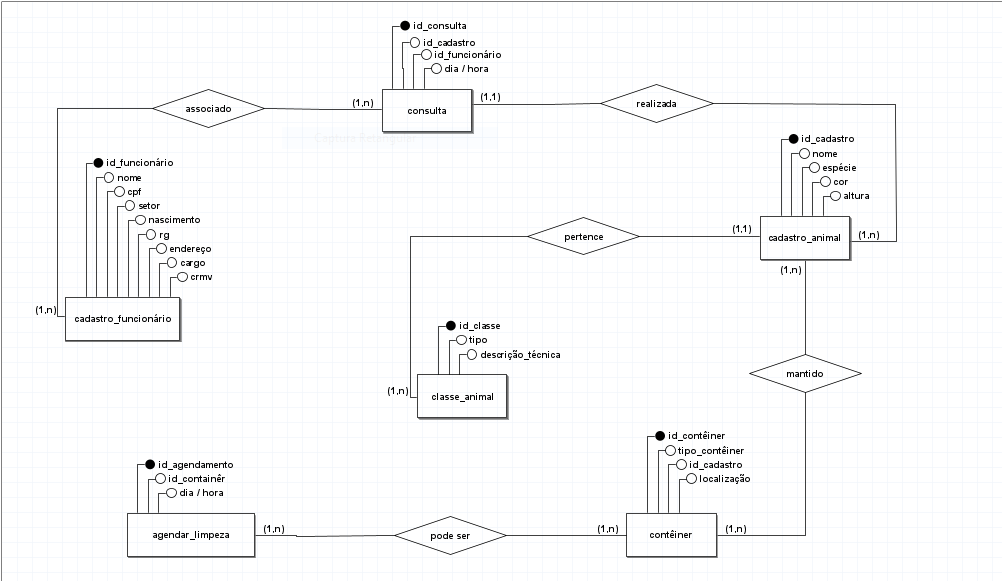 id_consulta
id_cadastro
id_funcionário
dia / hora
consulta
associado
(1,n)
(1,1)
realizada
id_funcionário
nome
cpf
setor
nascimento
rg
endereço
cargo
crmv
(1,n)
cadastro_funcionário
id_cadastro
nome
espécie
cor
altura
pertence
(1,1)
cadastro_animal
(1,n)
(1,n)
id_classe
tipo
descrição_técnica
(1,n)
classe_animal
mantido
id_contêiner
tipo_contêiner
id_cadastro
localização
id_agendamento
id_containêr
dia / hora
agendar_limpeza
(1,n)
pode ser
(1,n)
contêiner
(1,n)